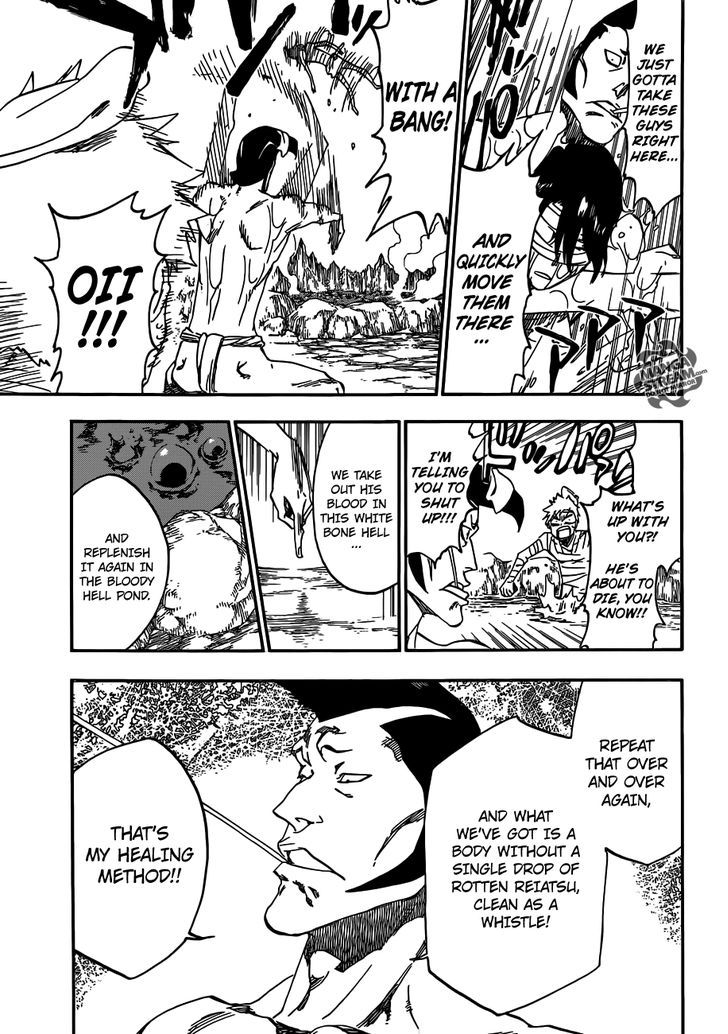 WE
JUST
GOTTA
TAKE
THESE
GUYS
RIGHT
HERE...
AND
QUICKLY
MOVE
THEM
THERE
...
WITH A
BANG!
OII
!!!
WHAT'S
UP WITH
YOU?!
HE'S
ABOUT TO
DIE, YOU
KNOW!!
I'M
TELLING
YOU TO
SHUT
UP!!!
WE TAKE
OUT HIS
BLOOD IN
THIS WHITE
BONE HELL
...
AND
REPLENISH
IT AGAIN
IN THE
BLOODY
HELL POND.
REPEAT
THAT OVER
AND OVER
AGAIN,
AND WHAT
WE'VE GOT IS A
BODY WITHOUT A
SINGLE DROP OF
ROTTEN REIATSU,
CLEAN AS A
WHISTLE!
THAT'S
MY HEALING
METHOD!!
MANGA
STREAM.com